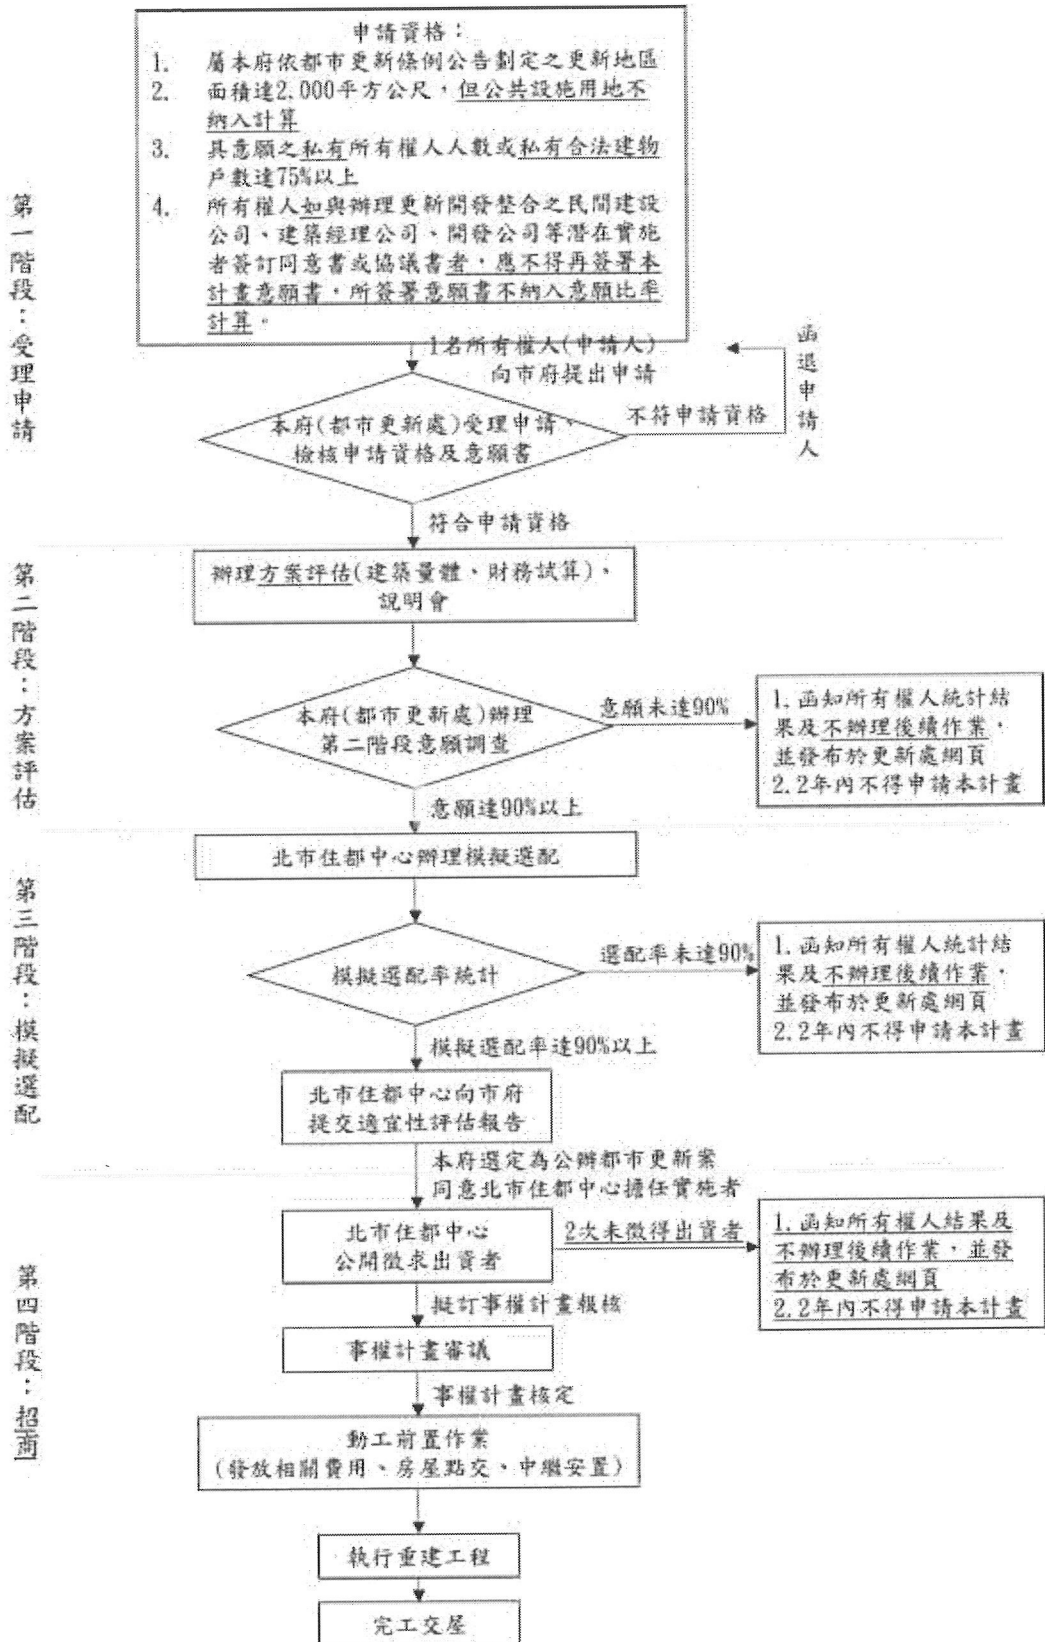 第一階段：受理申請
申請資格：
1. 屬本府依都市更新條例公告劃定之更新地區
2. 面積達2,000平方公尺，但公共設施用地不
納入計算
3. 具意願之私有所有權人人數或私有合法建物
戶數達75%以上
4. 所有權人如與辦理更新開發整合之民間建設
公司、建築經理公司、開發公司等潛在實施
者簽訂同意書或協議書者，應不得再簽署本
計畫意願書，所簽署意願書不納入意願比率
計算。
1名所有權人(申請人)
向市府提出申請
函退申請人
本府(都市更新處)受理申請、
檢核申請資格及意願書
不符申請資格
符合申請資格
第二階段：方案評估
辦理方案評估(建築量體、財務試算)、
說明會
本府(都市更新處)辦理
第二階段意願調查
意願未達90%
1.函知所有權人統計結
果及不辦理後續作業，
並發布於更新處網頁
2.2年內不得申請本計畫
意願達90%以上
第三階段：模擬選配
北市住都中心辦理模擬選配
模擬選配率統計
選配率未達90%
1.函知所有權人統計結
果及不辦理後續作業，
並發布於更新處網頁
2.2年內不得申請本計畫
模擬選配率達90%以上
北市住都中心向市府
提交適宜性評估報告
本府選定為公辦都市更新案
同意北市住都中心擔任實施者
第四階段：招商
北市住都中心
公開徵求出資者
2次未徵得出資者
1.函知所有權人結果及
不辦理後續作業，並發
布於更新處網頁
2.2年內不得申請本計畫
擬訂事權計畫報核
事權計畫審議
事權計畫核定
動工前置作業
(發放相關費用、房屋點交、中繼安置)
執行重建工程
完工交屋